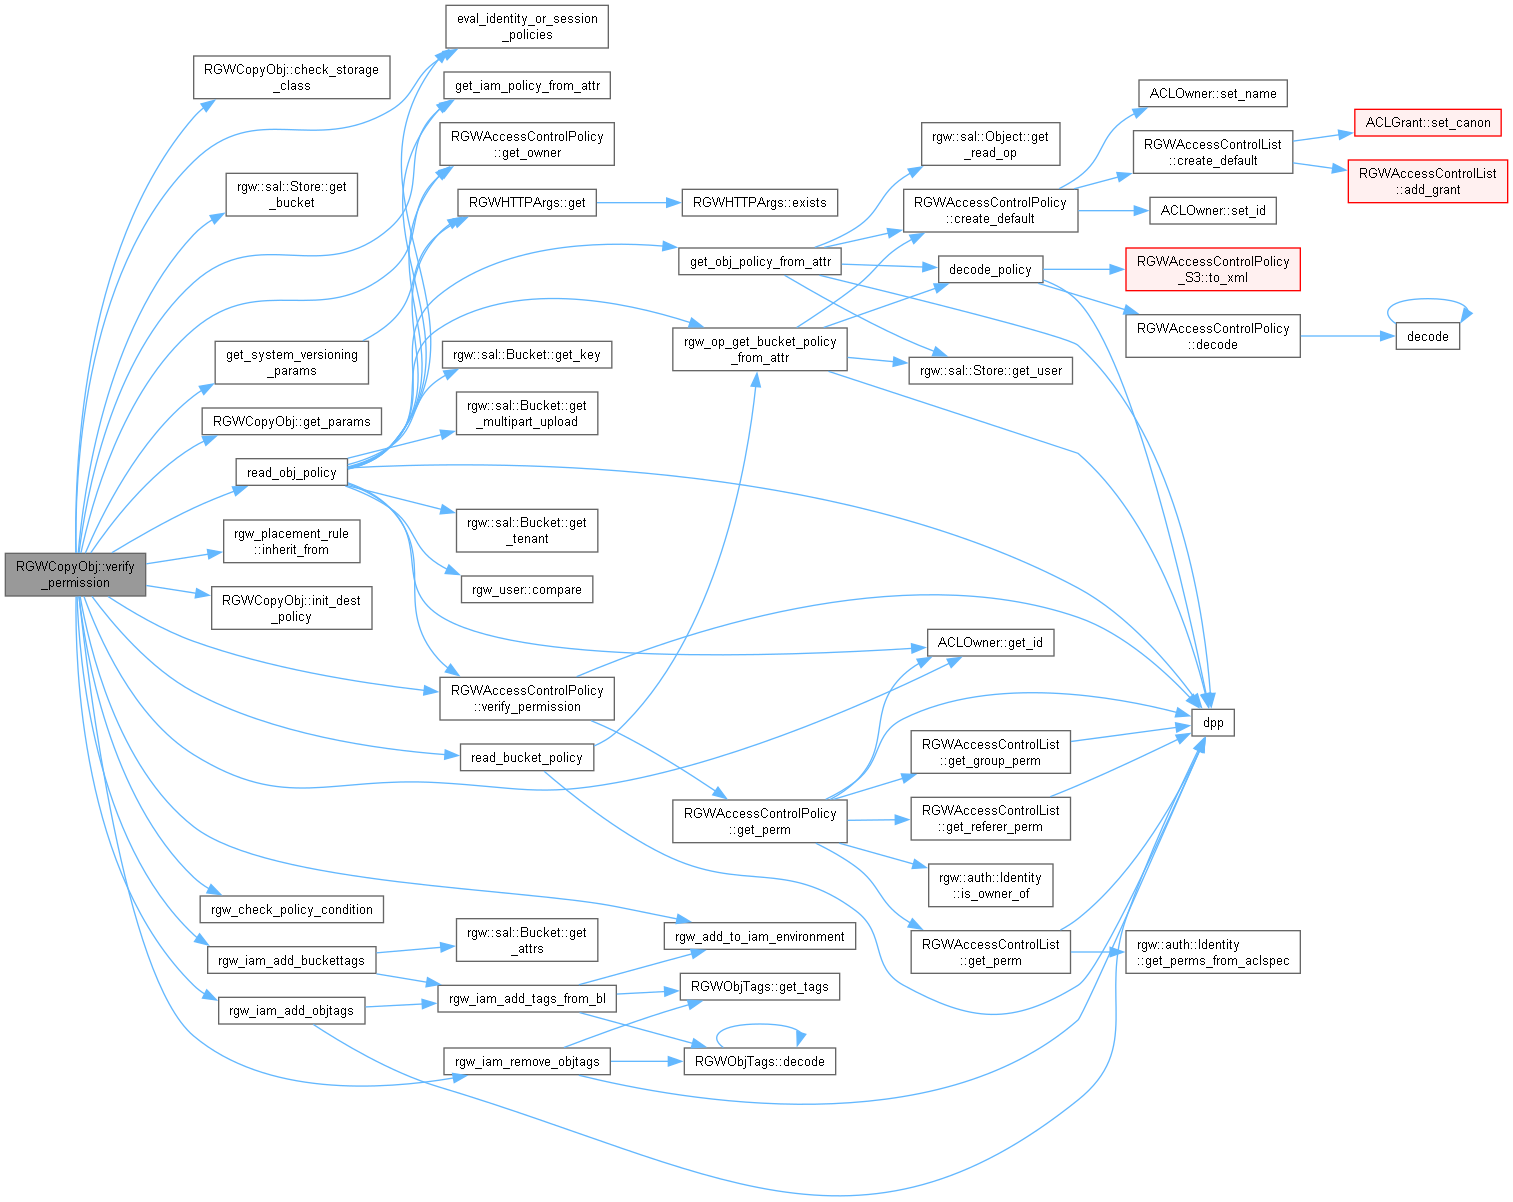 RGWCopyObj::verify
_permission
RGWCopyObj::check_storage
_class
rgw::sal::Store::get
_bucket
get_system_versioning
_params
RGWCopyObj::get_params
read_obj_policy
rgw_placement_rule
::inherit_from
RGWCopyObj::init_dest
_policy
rgw_check_policy_condition
rgw_iam_add_buckettags
rgw_iam_add_objtags
eval_identity_or_session
_policies
get_iam_policy_from_attr
RGWAccessControlPolicy
::get_owner
RGWHTTPArgs::get
rgw::sal::Bucket::get_key
rgw::sal::Bucket::get
_multipart_upload
rgw::sal::Bucket::get
_tenant
rgw_user::compare
RGWAccessControlPolicy
::verify_permission
read_bucket_policy
rgw::sal::Bucket::get
_attrs
rgw_iam_add_tags_from_bl
rgw_iam_remove_objtags
RGWHTTPArgs::exists
get_obj_policy_from_attr
rgw_op_get_bucket_policy
_from_attr
RGWAccessControlPolicy
::get_perm
rgw_add_to_iam_environment
RGWObjTags::get_tags
RGWObjTags::decode
rgw::sal::Object::get
_read_op
RGWAccessControlPolicy
::create_default
decode_policy
rgw::sal::Store::get_user
ACLOwner::get_id
RGWAccessControlList
::get_group_perm
RGWAccessControlList
::get_referer_perm
rgw::auth::Identity
::is_owner_of
RGWAccessControlList
::get_perm
ACLOwner::set_name
RGWAccessControlList
::create_default
ACLOwner::set_id
RGWAccessControlPolicy
_S3::to_xml
RGWAccessControlPolicy
::decode
dpp
rgw::auth::Identity
::get_perms_from_aclspec
ACLGrant::set_canon
RGWAccessControlList
::add_grant
decode